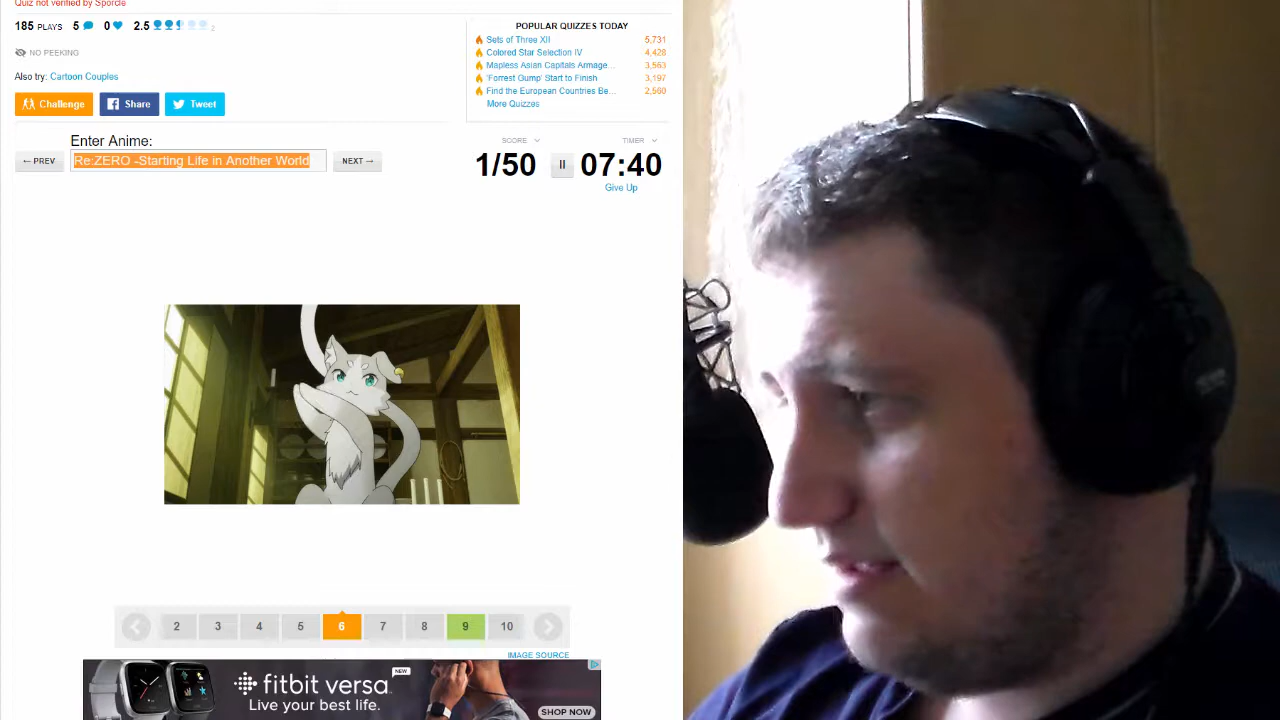 Quiz not verified by Sporcle
185 PLAYS 5 0 2.5 2
NO PEEKING
Also try: Cartoon Couples
Challenge Share Tweet
POPULAR QUIZZES TODAY
Sets of Three XII 5,731
Colored Star Selection IV 4,428
Mapless Asian Capitals Armage... 3,563
'Forrest Gump' Start to Finish 3,197
Find the European Countries Be... 2,560
More Quizzes
Enter Anime:
← PREV
Re:ZERO -Starting Life in Another World
NEXT →
SCORE
1/50
TIMER
07:40
Give Up
2 3 4 5 6 7 8 9 10
IMAGE SOURCE
fitbit versa
NEW
Live your best life.
SHOP NOW